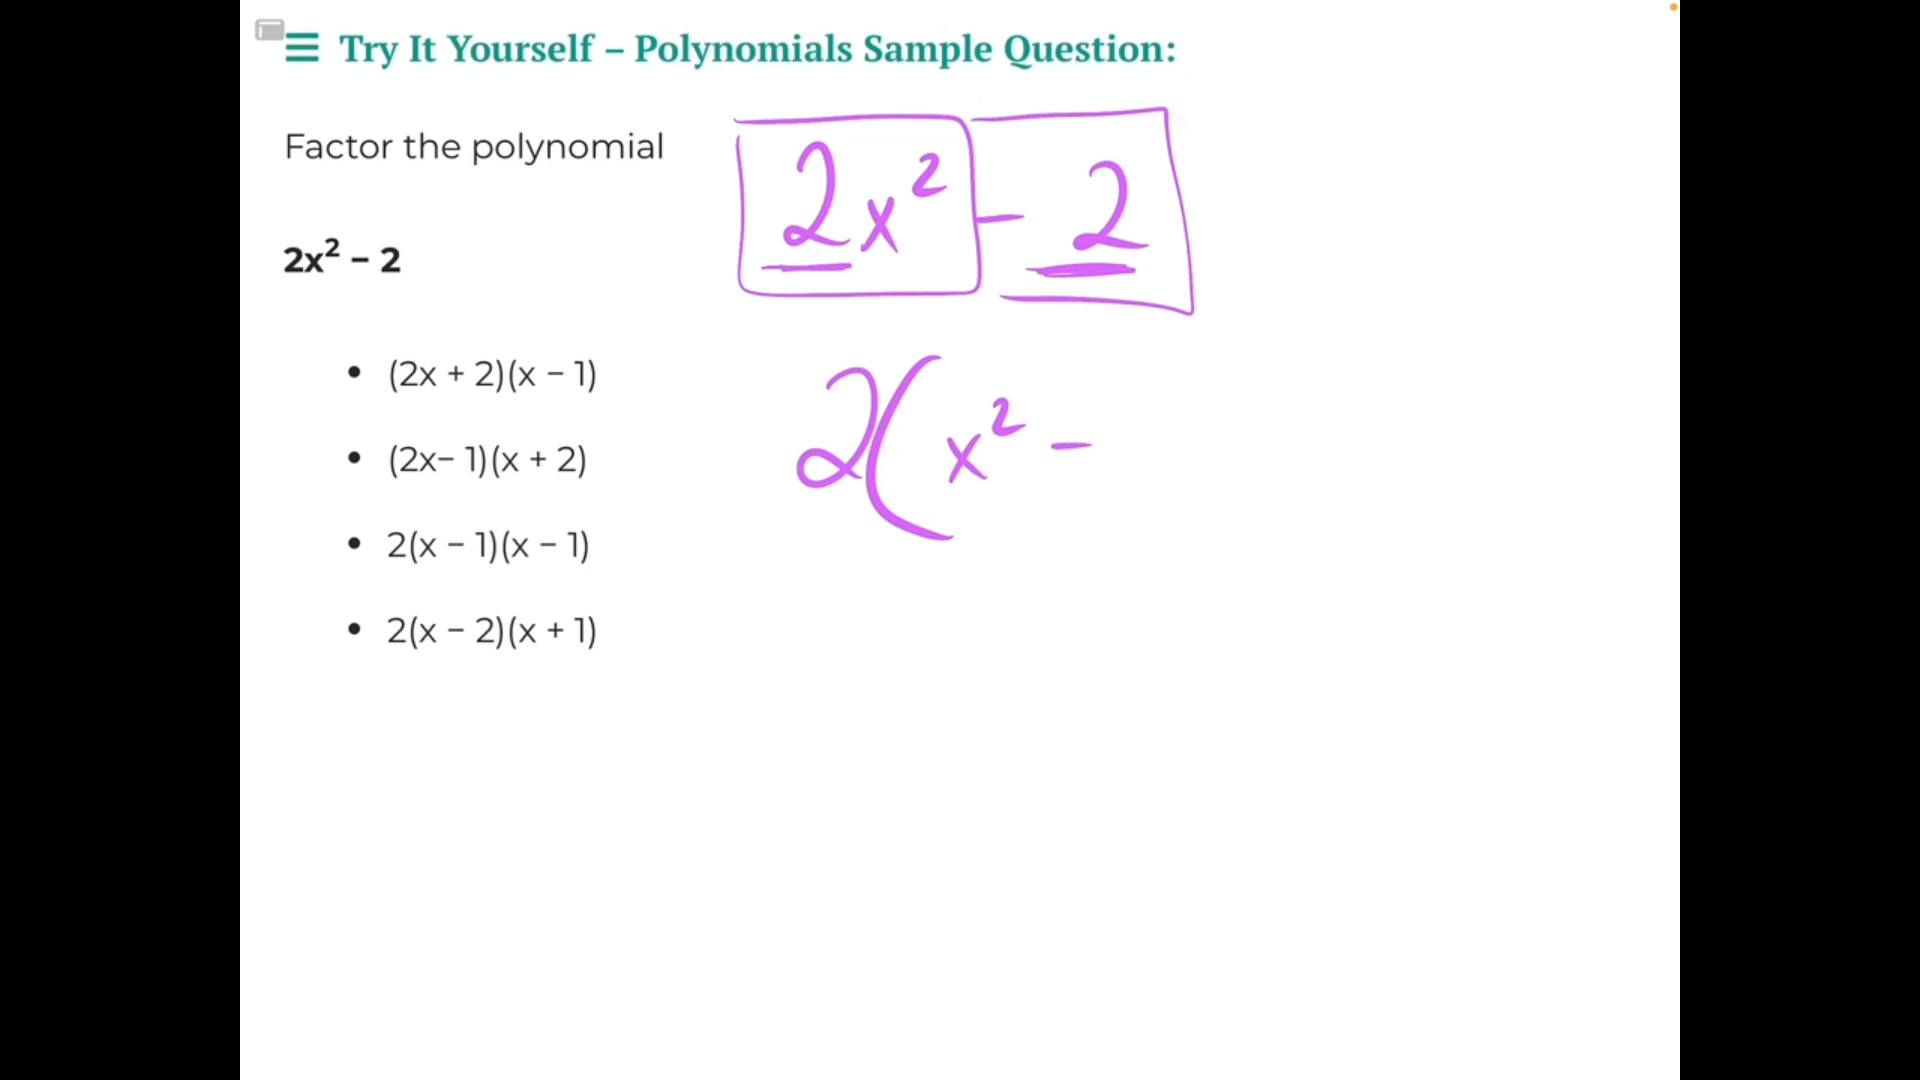 Try It Yourself – Polynomials Sample Question:
Factor the polynomial
2x² – 2
• (2x + 2)(x – 1)
• (2x– 1)(x + 2)
• 2(x – 1)(x – 1)
• 2(x – 2)(x + 1)
2x² – 2
2(x² –